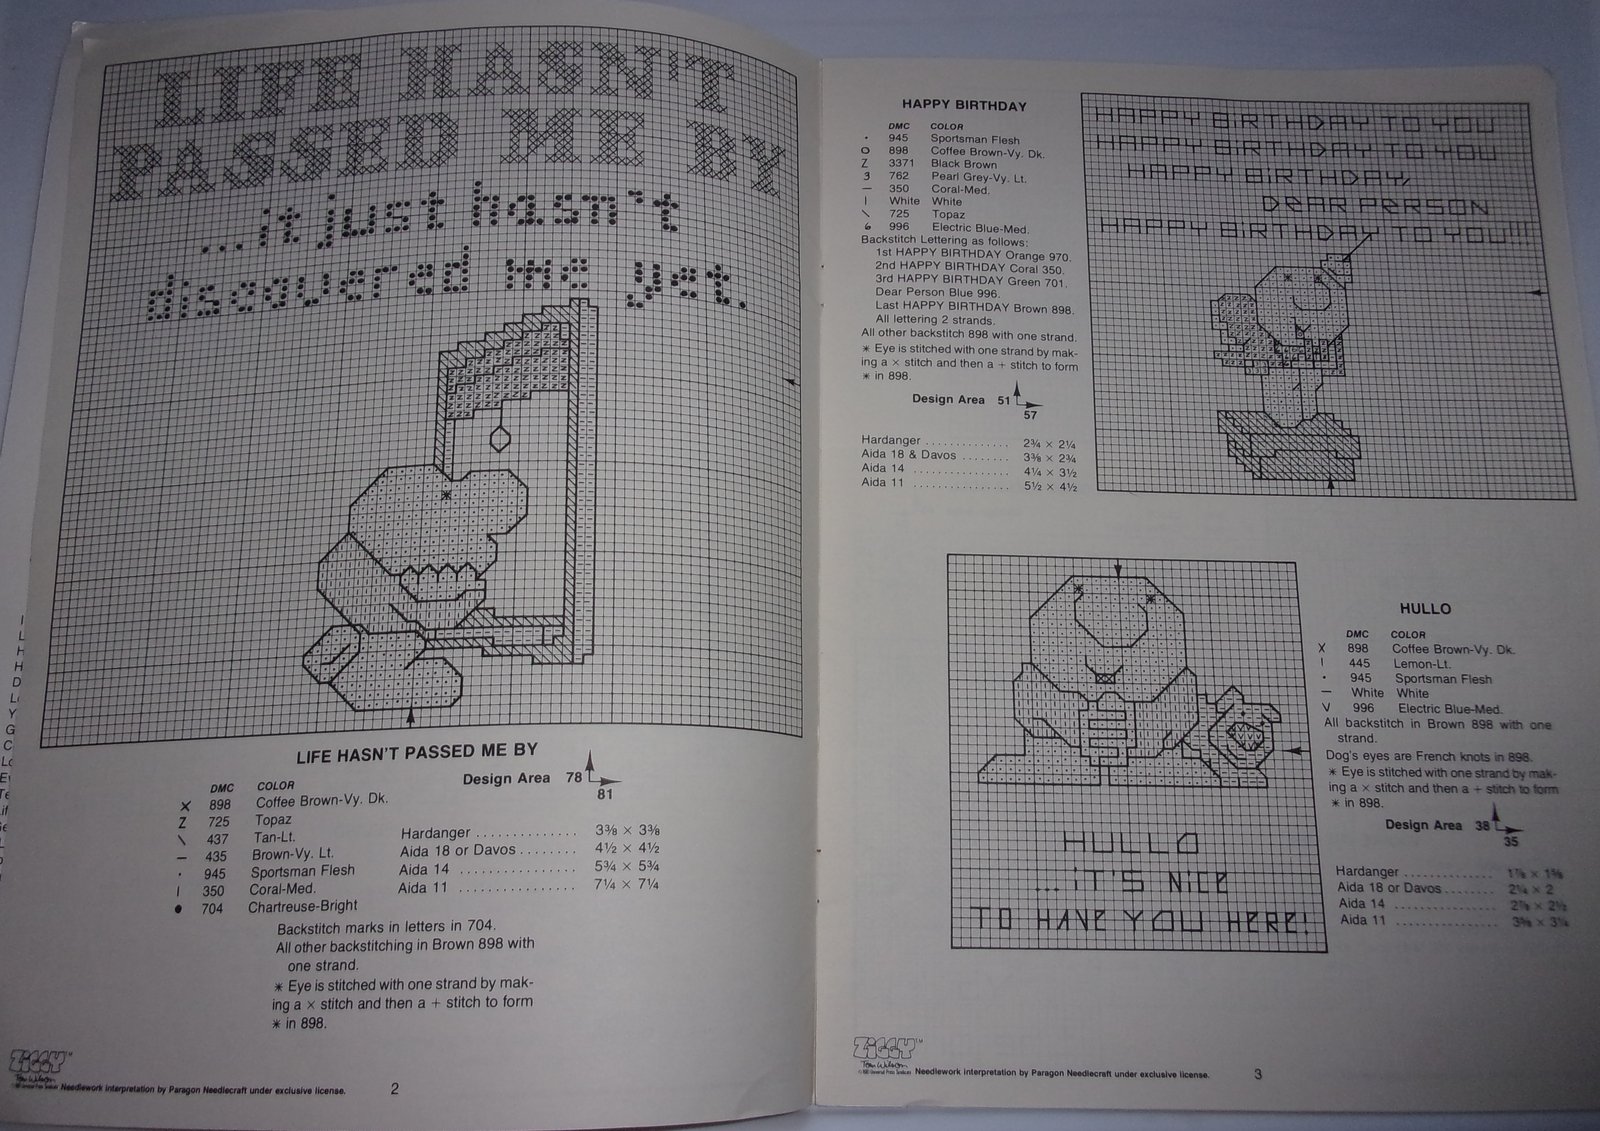 LIFE HASN'T
PASSED ME BY
...it just hasn't
discovered me yet.
LIFE HASN'T PASSED ME BY
Design Area 78
81
DMC COLOR
X 898 Coffee Brown-Vy. Dk.
Z 725 Topaz
\ 437 Tan-Lt.
— 435 Brown-Vy. Lt.
· 945 Sportsman Flesh
| 350 Coral-Med.
● 704 Chartreuse-Bright
Hardanger .............. 3⅜ × 3⅜
Aida 18 or Davos ........ 4½ × 4½
Aida 14 ................ 5¾ × 5¾
Aida 11 ................ 7¼ × 7¼
Backstitch marks in letters in 704.
All other backstitching in Brown 898 with
one strand.
* Eye is stitched with one strand by mak-
ing a × stitch and then a + stitch to form
* in 898.
ZIGGY™
Tom Wilson
Needlework interpretation by Paragon Needlecraft under exclusive license.
2
HAPPY BIRTHDAY
DMC COLOR
· 945 Sportsman Flesh
O 898 Coffee Brown-Vy. Dk.
Z 3371 Black Brown
3 762 Pearl Grey-Vy. Lt.
— 350 Coral-Med.
| White White
\ 725 Topaz
6 996 Electric Blue-Med.
Backstitch Lettering as follows:
1st HAPPY BIRTHDAY Orange 970.
2nd HAPPY BIRTHDAY Coral 350.
3rd HAPPY BIRTHDAY Green 701.
Dear Person Blue 996.
Last HAPPY BIRTHDAY Brown 898.
All lettering 2 strands.
All other backstitch 898 with one strand.
* Eye is stitched with one strand by mak-
ing a × stitch and then a + stitch to form
* in 898.
Design Area 51
57
Hardanger ............. 2¾ × 2¼
Aida 18 & Davos ....... 3⅜ × 2¾
Aida 14 ............... 4¼ × 3½
Aida 11 ............... 5½ × 4½
HAPPY BiRTHDAY TO YOU
HAPPY BiRTHDAY TO YOU
HAPPY BiRTHDAY,
DeAR PeRSON
HAPPY BiRTHDAY TO YOU!!!
HULLO
...iT'S NiCe
TO HAVe YOU HeRe!
HULLO
DMC COLOR
X 898 Coffee Brown-Vy. Dk.
| 445 Lemon-Lt.
· 945 Sportsman Flesh
— White White
V 996 Electric Blue-Med.
All backstitch in Brown 898 with one
strand.
Dog's eyes are French knots in 898.
* Eye is stitched with one strand by mak-
ing a × stitch and then a + stitch to form
* in 898.
Design Area 38
35
Hardanger ..............
Aida 18 or Davos ........ 2¼ × 2
Aida 14 ................
Aida 11 ................
ZIGGY™
Tom Wilson
Needlework interpretation by Paragon Needlecraft under exclusive license.
3